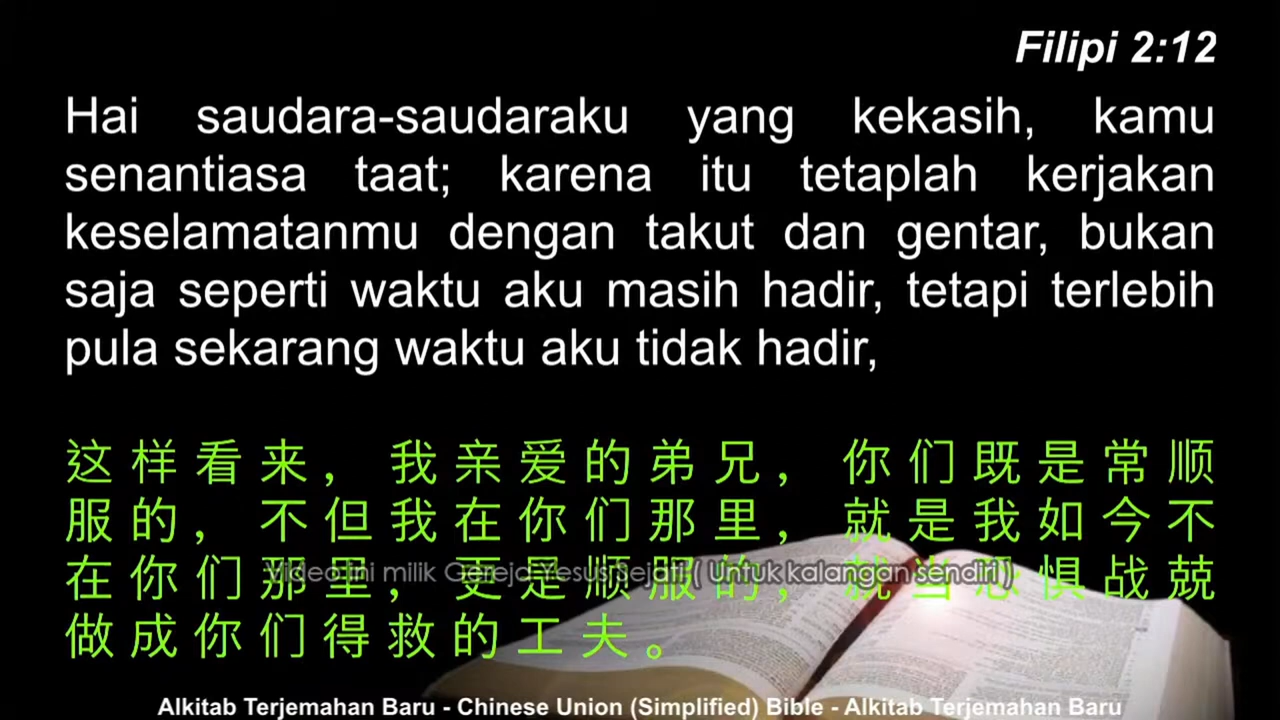 Filipi 2:12
Hai saudara-saudaraku yang kekasih, kamu
senantiasa taat; karena itu tetaplah kerjakan
keselamatanmu dengan takut dan gentar, bukan
saja seperti waktu aku masih hadir, tetapi terlebih
pula sekarang waktu aku tidak hadir,
这样看来，我亲爱的弟兄，你们既是常顺
服的，不但我在你们那里，就是我如今不
在你们那里，更是顺服的，就当恐惧战兢
做成你们得救的工夫。
Video ini milik Gereja Yesus Sejati ( Untuk kalangan sendiri )
Alkitab Terjemahan Baru - Chinese Union (Simplified) Bible - Alkitab Terjemahan Baru